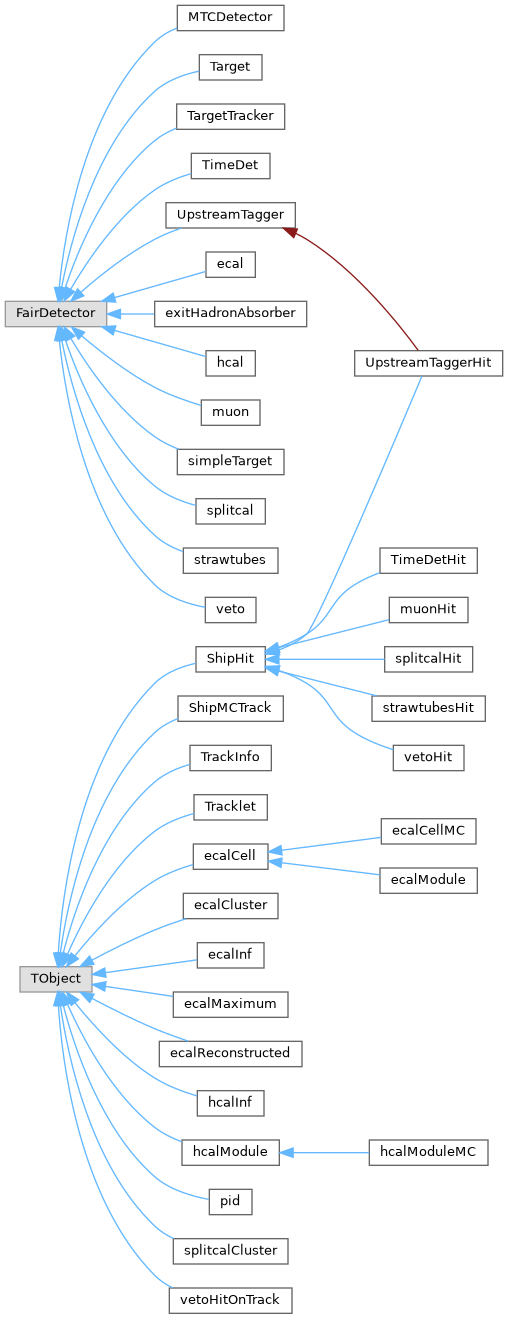 MTCDetector
Target
TargetTracker
TimeDet
UpstreamTagger
ecal
FairDetector
exitHadronAbsorber
hcal
UpstreamTaggerHit
muon
simpleTarget
splitcal
strawtubes
TimeDetHit
veto
muonHit
ShipHit
splitcalHit
ShipMCTrack
strawtubesHit
TrackInfo
vetoHit
Tracklet
ecalCellMC
ecalCell
ecalModule
ecalCluster
ecalInf
TObject
ecalMaximum
ecalReconstructed
hcalInf
hcalModule
hcalModuleMC
pid
splitcalCluster
vetoHitOnTrack